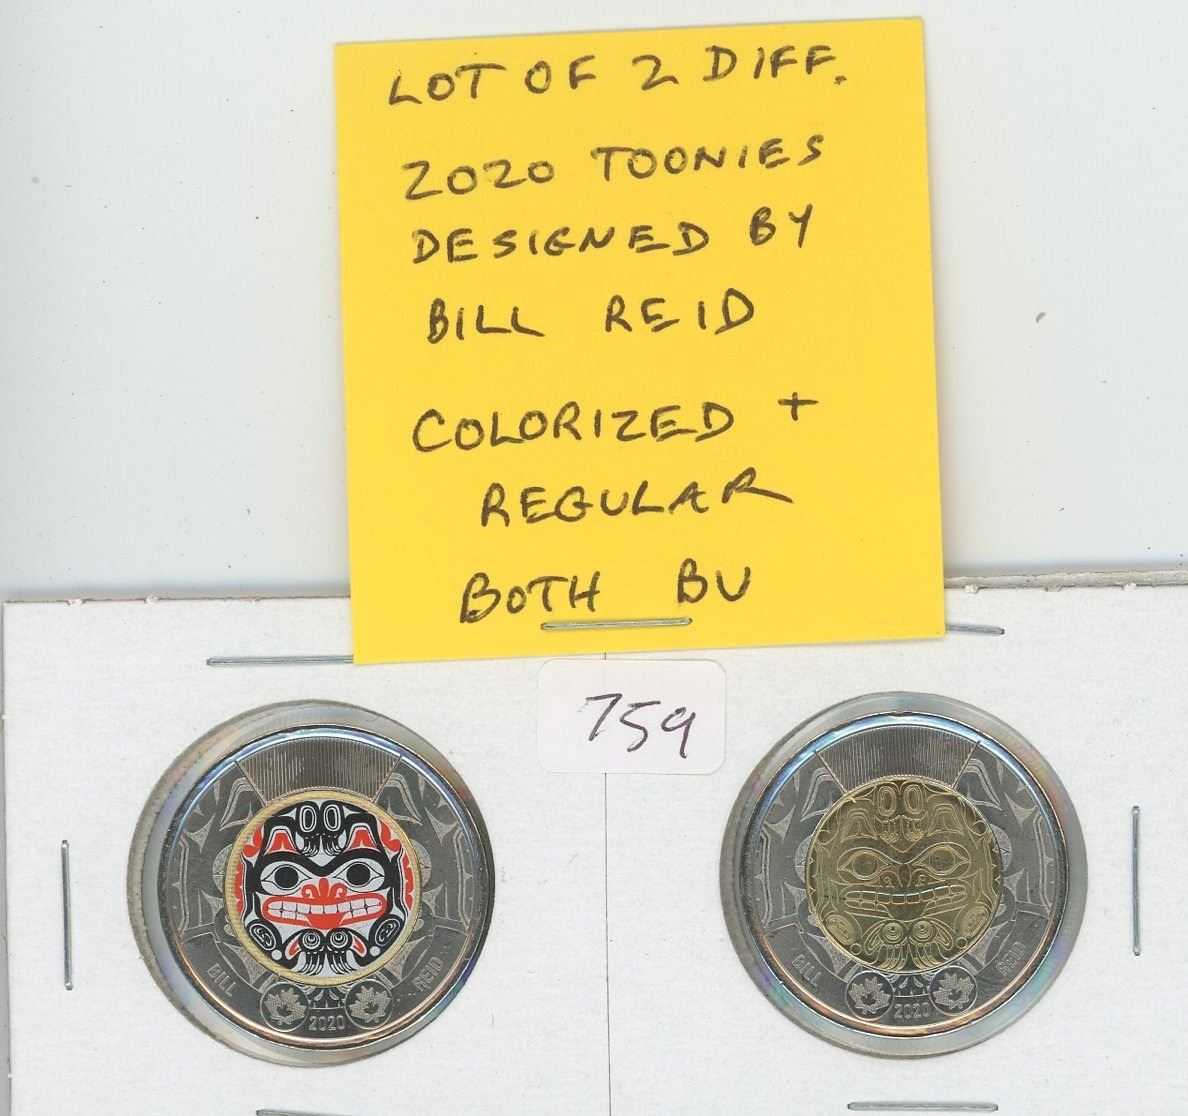 LOT OF 2 DIFF.
2020 TOONIES
DESIGNED BY
BILL REID
COLORIZED +
REGULAR
BOTH BU
759
BILL REID
2020
BILL REID
2020